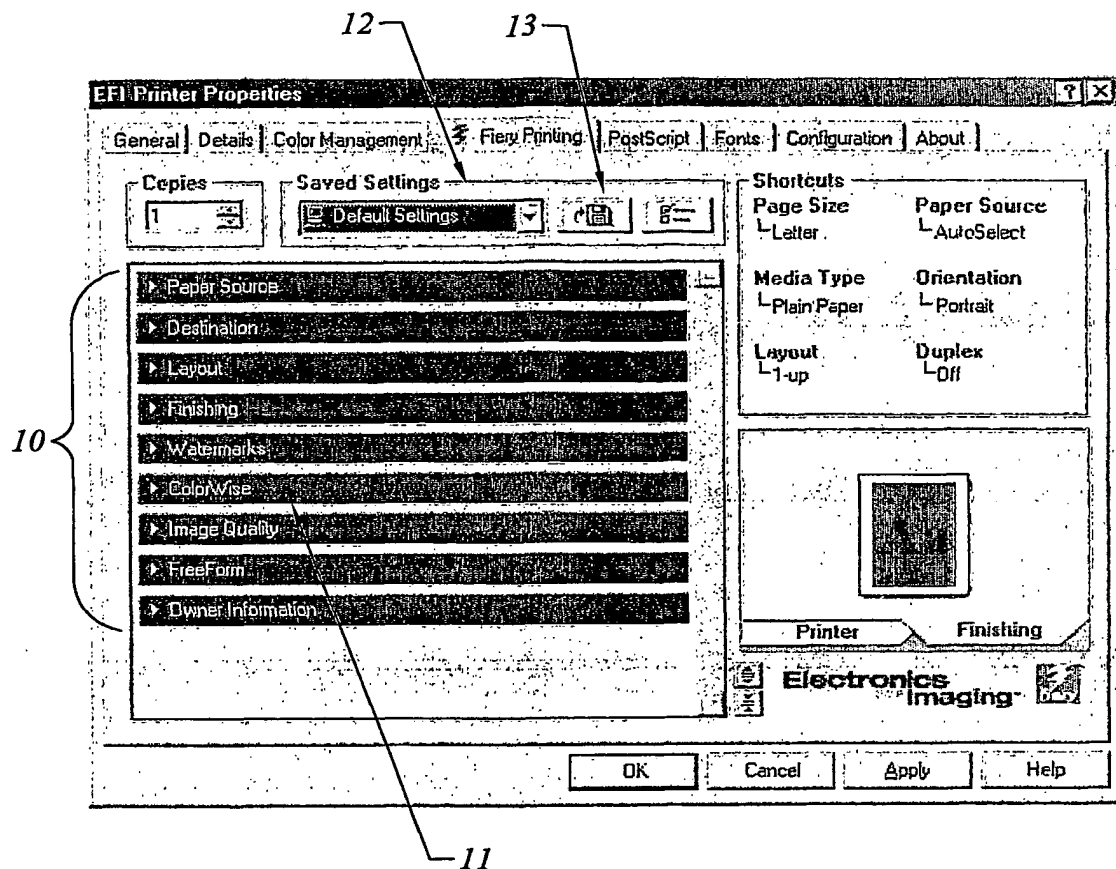 12
13
EFI Printer Properties
General Details Color Management Fiery Printing PostScript Fonts Configuration About
Copies
1
Saved Settings
Default Settings
Shortcuts
Page Size
Letter
Paper Source
AutoSelect
Media Type
Plain Paper
Orientation
Portrait
Layout
1-up
Duplex
Off
10
Paper Source
Destination
Layout
Finishing
Watermarks
ColorWise
Image Quality
FreeForm
Owner Information
Printer Finishing
Electronics
Imaging
OK Cancel Apply Help
11